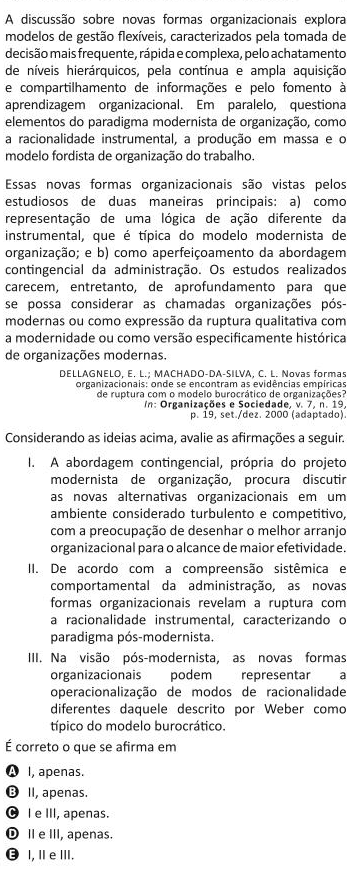 A discussão sobre novas formas organizacionais explora
modelos de gestão flexíveis, caracterizados pela tomada de
decisão mais frequente, rápida e complexa, pelo achatamento
de níveis hierárquicos, pela contínua e ampla aquisição
e compartilhamento de informações e pelo fomento à
aprendizagem organizacional. Em paralelo, questiona
elementos do paradigma modernista de organização, como
a racionalidade instrumental, a produção em massa e o
modelo fordista de organização do trabalho.
Essas novas formas organizacionais são vistas pelos
estudiosos de duas maneiras principais: a) como
representação de uma lógica de ação diferente da
instrumental, que é típica do modelo modernista de
organização; e b) como aperfeiçoamento da abordagem
contingencial da administração. Os estudos realizados
carecem, entretanto, de aprofundamento para que
se possa considerar as chamadas organizações pós-
modernas ou como expressão da ruptura qualitativa com
a modernidade ou como versão especificamente histórica
de organizações modernas.
DELLAGNELO, E. L.; MACHADO-DA-SILVA, C. L. Novas formas
organizacionais: onde se encontram as evidências empíricas
de ruptura com o modelo burocrático de organizações?
In: Organizações e Sociedade, v. 7, n. 19,
p. 19, set./dez. 2000 (adaptado).
Considerando as ideias acima, avalie as afirmações a seguir.
I. A abordagem contingencial, própria do projeto
modernista de organização, procura discutir
as novas alternativas organizacionais em um
ambiente considerado turbulento e competitivo,
com a preocupação de desenhar o melhor arranjo
organizacional para o alcance de maior efetividade.
II. De acordo com a compreensão sistêmica e
comportamental da administração, as novas
formas organizacionais revelam a ruptura com
a racionalidade instrumental, caracterizando o
paradigma pós-modernista.
III. Na visão pós-modernista, as novas formas
organizacionais podem representar a
operacionalização de modos de racionalidade
diferentes daquele descrito por Weber como
típico do modelo burocrático.
É correto o que se afirma em
A I, apenas.
B II, apenas.
C I e III, apenas.
D II e III, apenas.
E I, II e III.